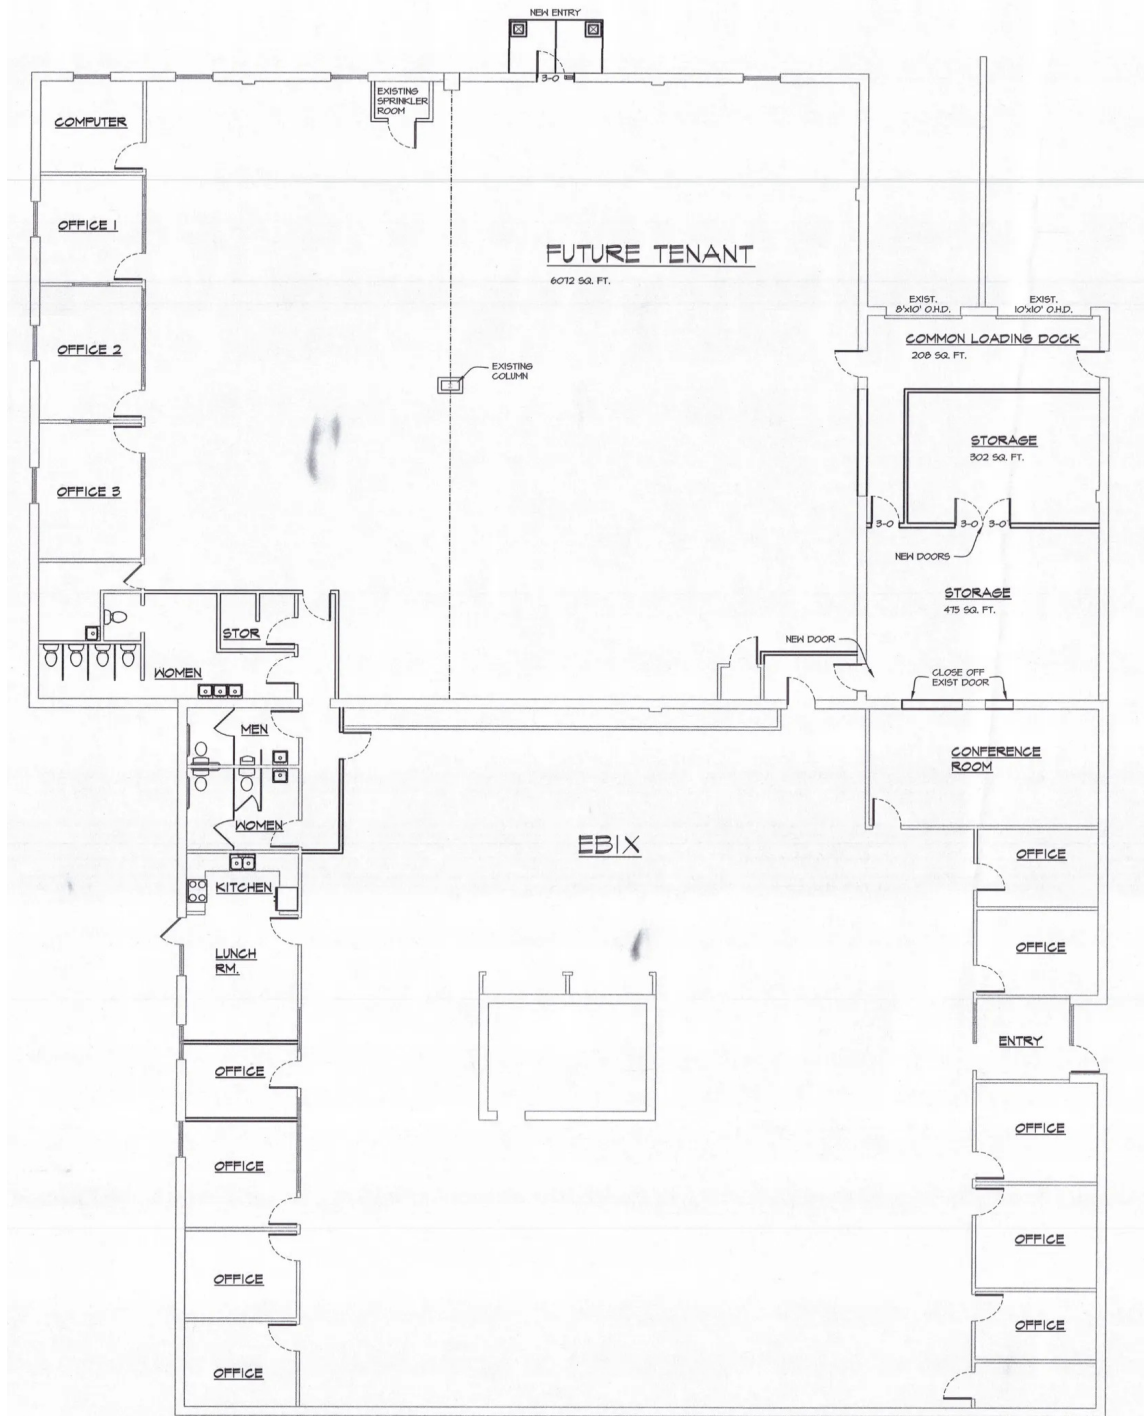 NEW ENTRY
3-0
EXISTING
SPRINKLER
ROOM
COMPUTER
OFFICE 1
FUTURE TENANT
6072 SQ. FT.
EXIST.
8'x10' O.H.D.
EXIST.
10'x10' O.H.D.
COMMON LOADING DOCK
208 SQ. FT.
OFFICE 2
EXISTING
COLUMN
STORAGE
302 SQ. FT.
OFFICE 3
3-0
3-0
3-0
NEW DOORS
STORAGE
475 SQ. FT.
STOR
NEW DOOR
WOMEN
CLOSE OFF
EXIST DOOR
MEN
CONFERENCE
ROOM
WOMEN
EBIX
OFFICE
KITCHEN
OFFICE
LUNCH
RM.
ENTRY
OFFICE
OFFICE
OFFICE
OFFICE
OFFICE
OFFICE
OFFICE